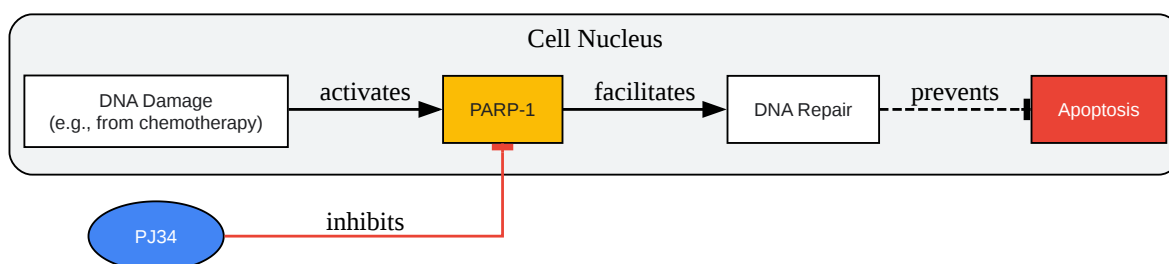 Cell Nucleus
DNA Damage
(e.g., from chemotherapy)
activates
PARP-1
facilitates
DNA Repair
prevents
Apoptosis
PJ34
inhibits